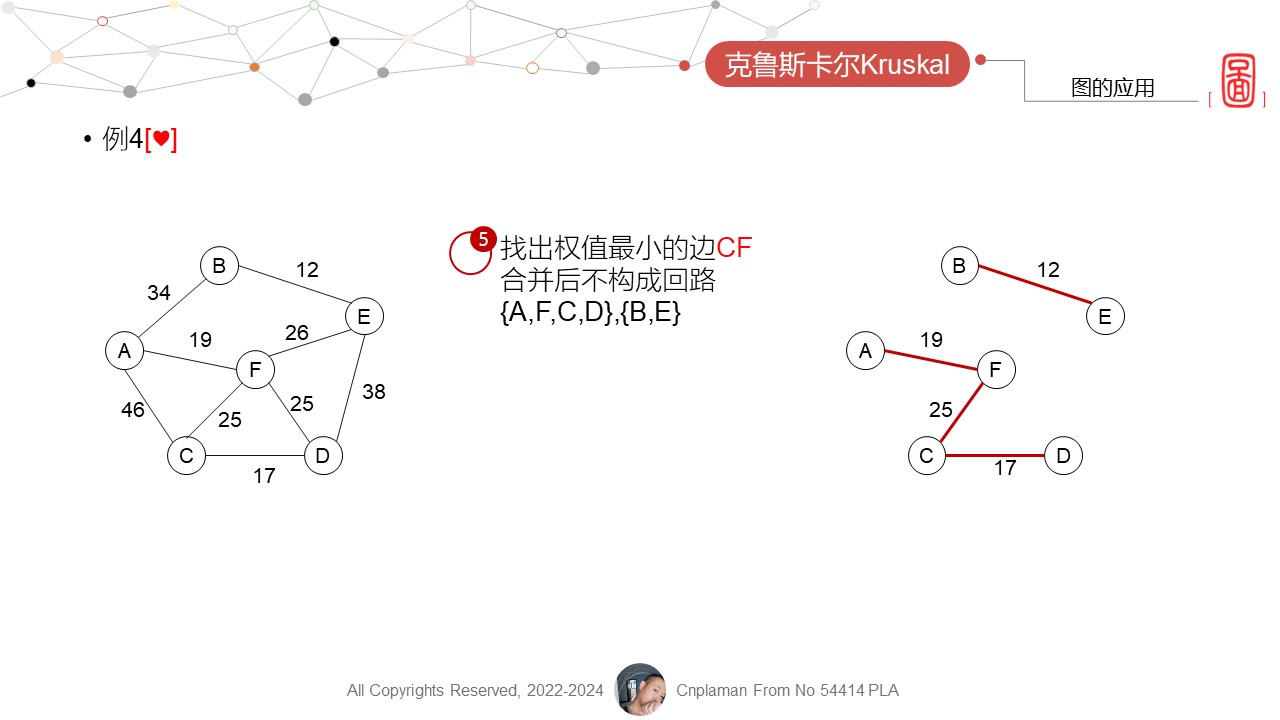 克鲁斯卡尔Kruskal
图的应用
• 例4[♥]
5
找出权值最小的边CF
合并后不构成回路
{A,F,C,D},{B,E}
B
12
34
E
A
19
26
F
38
46
25
25
C
D
17
B
12
E
A
19
F
25
C
D
17
All Copyrights Reserved, 2022-2024
Cnplaman From No 54414 PLA